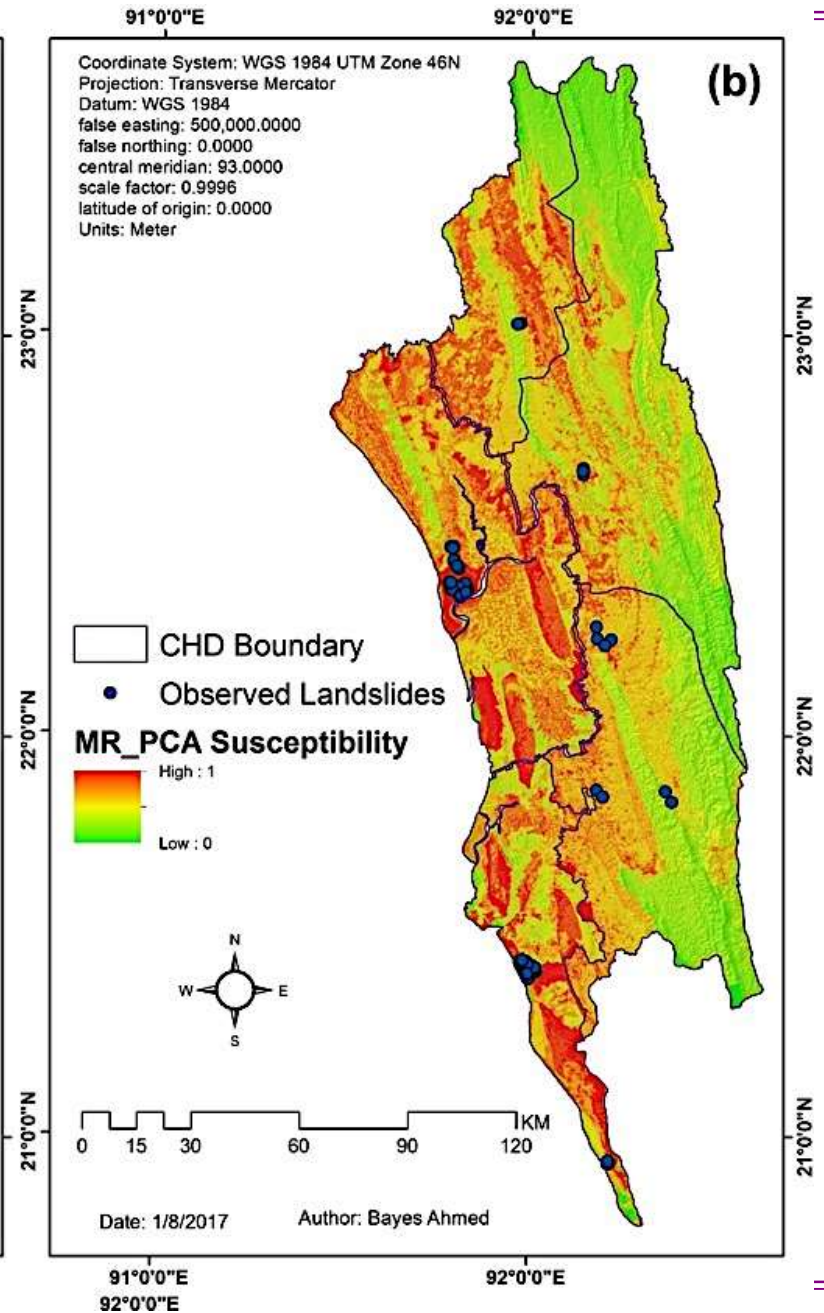 91°0'0"E 92°0'0"E
Coordinate System: WGS 1984 UTM Zone 46N
Projection: Transverse Mercator
Datum: WGS 1984
false easting: 500,000.0000
false northing: 0.0000
central meridian: 93.0000
scale factor: 0.9996
latitude of origin: 0.0000
Units: Meter
(b)
23°0'0"N 23°0'0"N
CHD Boundary
Observed Landslides
22°0'0"N 22°0'0"N
MR_PCA Susceptibility
High : 1
Low : 0
N
W E
S
21°0'0"N 21°0'0"N
KM
0 15 30 60 90 120
Date: 1/8/2017 Author: Bayes Ahmed
91°0'0"E 92°0'0"E
92°0'0"E